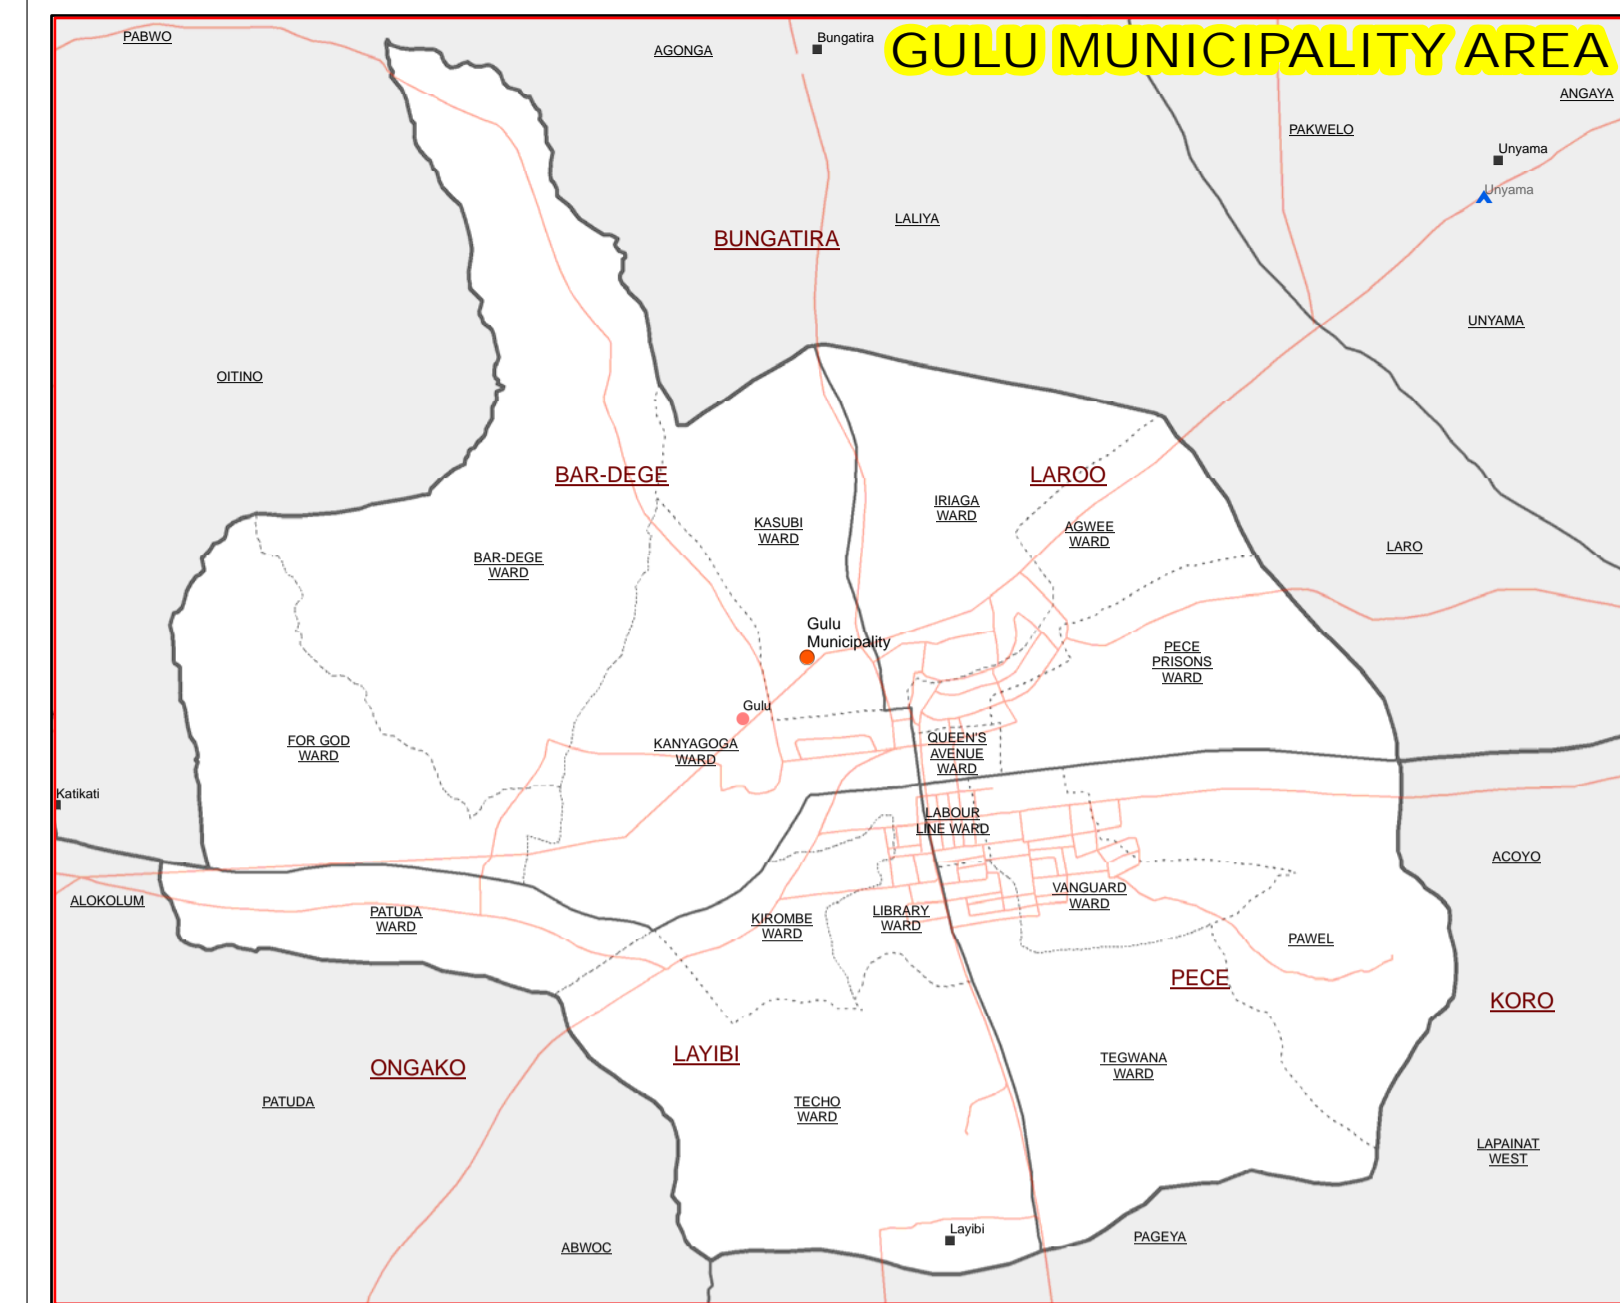 GULU MUNICIPALITY AREA
PABWO
AGONGA
Bungatira
ANGAYA
PAKWELO
Unyama
Unyama
LALIYA
BUNGATIRA
UNYAMA
OITINO
BAR-DEGE
LAROO
IRIAGA
WARD
KASUBI
WARD
AGWEE
WARD
LARO
BAR-DEGE
WARD
Gulu
Municipality
PECE
PRISONS
WARD
Gulu
FOR GOD
WARD
KANYAGOGA
WARD
QUEEN'S
AVENUE
WARD
Katikati
LABOUR
LINE WARD
ACOYO
ALOKOLUM
VANGUARD
WARD
PATUDA
WARD
KIROMBE
WARD
LIBRARY
WARD
PAWEL
PECE
KORO
LAYIBI
ONGAKO
TEGWANA
WARD
PATUDA
TECHO
WARD
LAPAINAT
WEST
Layibi
PAGEYA
ABWOC